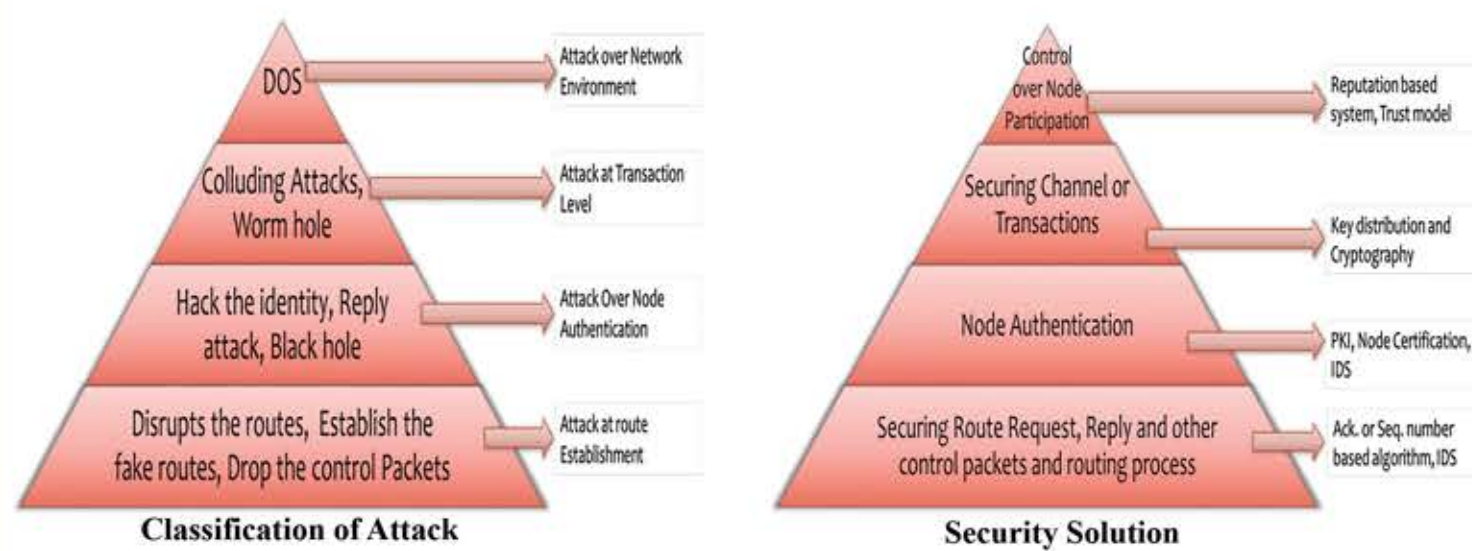 DOS
Attack over Network
Environment
Colluding Attacks,
Worm hole
Attack at Transaction
Level
Hack the identity, Reply
attack, Black hole
Attack Over Node
Authentication
Disrupts the routes, Establish the
fake routes, Drop the control Packets
Attack at route
Establishment
Classification of Attack
Control
over Node
Participation
Reputation based
system, Trust model
Securing Channel or
Transactions
Key distribution and
Cryptography
Node Authentication
PKI, Node Certification,
IDS
Securing Route Request, Reply and other
control packets and routing process
Ack. or Seq. number
based algorithm, IDS
Security Solution